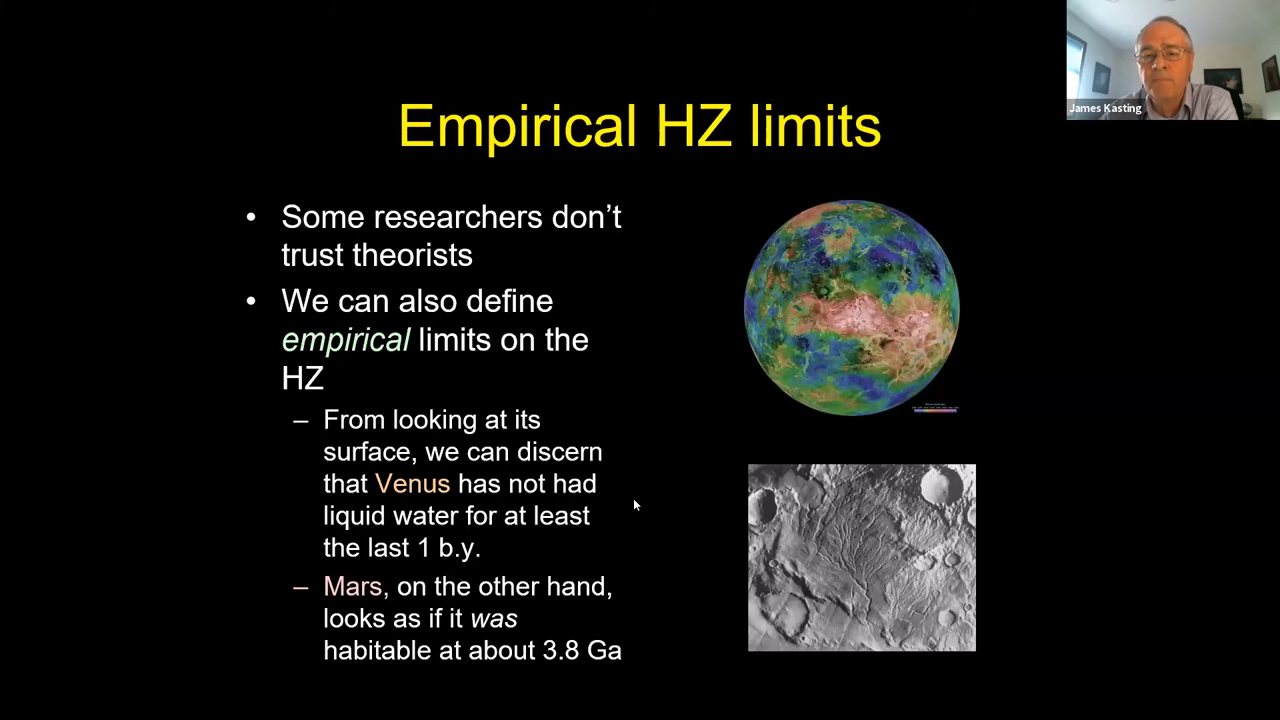 Empirical HZ limits
James Kasting
• Some researchers don’t
trust theorists
• We can also define
empirical limits on the
HZ
– From looking at its
surface, we can discern
that Venus has not had
liquid water for at least
the last 1 b.y.
– Mars, on the other hand,
looks as if it was
habitable at about 3.8 Ga